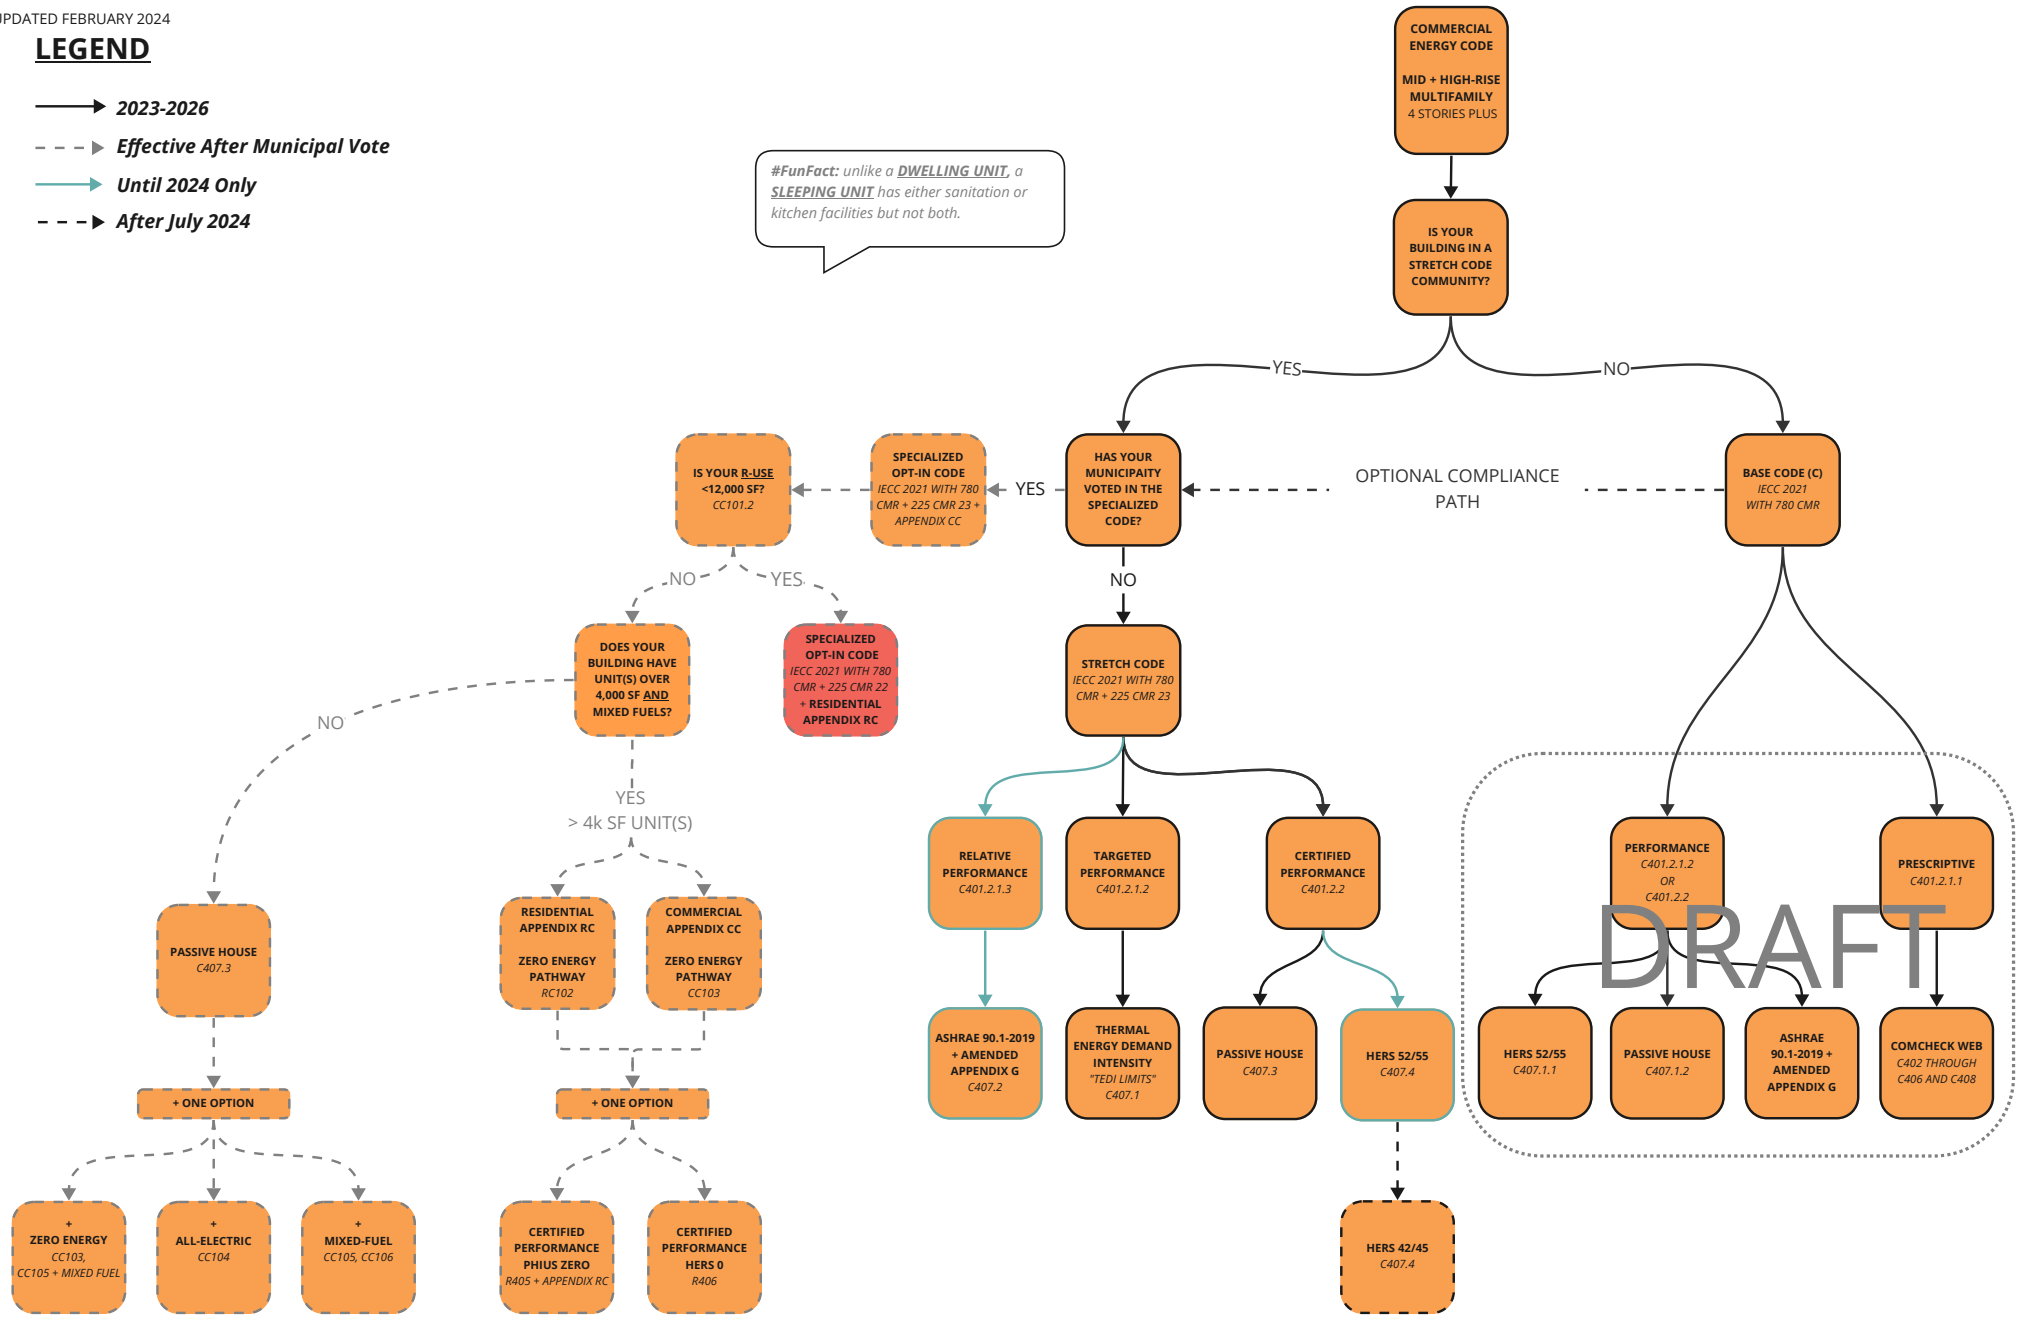 UPDATED FEBRUARY 2024
LEGEND
2023-2026
Effective After Municipal Vote
Until 2024 Only
After July 2024
#FunFact: unlike a DWELLING UNIT, a
SLEEPING UNIT has either sanitation or
kitchen facilities but not both.
COMMERCIAL
ENERGY CODE
MID + HIGH-RISE
MULTIFAMILY
4 STORIES PLUS
IS YOUR
BUILDING IN A
STRETCH CODE
COMMUNITY?
YES
NO
IS YOUR R-USE
<12,000 SF?
CC101.2
SPECIALIZED
OPT-IN CODE
IECC 2021 WITH 780
CMR + 225 CMR 23 +
APPENDIX CC
YES
HAS YOUR
MUNICIPAITY
VOTED IN THE
SPECIALIZED
CODE?
OPTIONAL COMPLIANCE
PATH
BASE CODE (C)
IECC 2021
WITH 780 CMR
NO
YES
NO
DOES YOUR
BUILDING HAVE
UNIT(S) OVER
4,000 SF AND
MIXED FUELS?
SPECIALIZED
OPT-IN CODE
IECC 2021 WITH 780
CMR + 225 CMR 22
+ RESIDENTIAL
APPENDIX RC
STRETCH CODE
IECC 2021 WITH 780
CMR + 225 CMR 23
NO
YES
> 4k SF UNIT(S)
RELATIVE
PERFORMANCE
C401.2.1.3
TARGETED
PERFORMANCE
C401.2.1.2
CERTIFIED
PERFORMANCE
C401.2.2
PERFORMANCE
C401.2.1.2
OR
C401.2.2
PRESCRIPTIVE
C401.2.1.1
DRAFT
PASSIVE HOUSE
C407.3
RESIDENTIAL
APPENDIX RC
ZERO ENERGY
PATHWAY
RC102
COMMERCIAL
APPENDIX CC
ZERO ENERGY
PATHWAY
CC103
ASHRAE 90.1-2019
+ AMENDED
APPENDIX G
C407.2
THERMAL
ENERGY DEMAND
INTENSITY
"TEDI LIMITS"
C407.1
PASSIVE HOUSE
C407.3
HERS 52/55
C407.4
HERS 52/55
C407.1.1
PASSIVE HOUSE
C407.1.2
ASHRAE
90.1-2019 +
AMENDED
APPENDIX G
COMCHECK WEB
C402 THROUGH
C406 AND C408
+ ONE OPTION
+ ONE OPTION
+
ZERO ENERGY
CC103,
CC105 + MIXED FUEL
+
ALL-ELECTRIC
CC104
+
MIXED-FUEL
CC105, CC106
CERTIFIED
PERFORMANCE
PHIUS ZERO
R405 + APPENDIX RC
CERTIFIED
PERFORMANCE
HERS 0
R406
HERS 42/45
C407.4